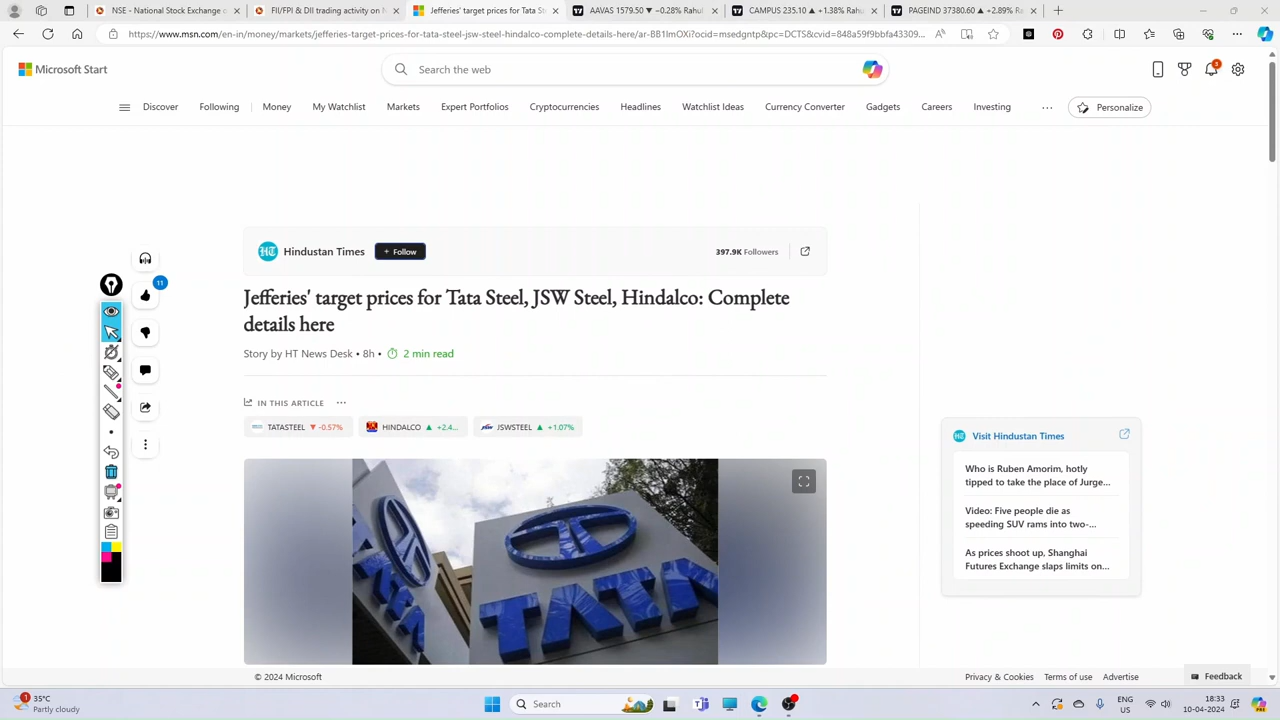 NSE - National Stock Exchange o
FII/FPI & DII trading activity on N
Jefferies' target prices for Tata St
AAVAS 1579.50 ▼ −0.28% Rahul
CAMPUS 235.10 ▲ +1.38% Raha
PAGEIND 37380.60 ▲ +2.89% Ra
https://www.msn.com/en-in/money/markets/jefferies-target-prices-for-tata-steel-jsw-steel-hindalco-complete-details-here/ar-BB1lmOXi?ocid=msedgntp&pc=DCTS&cvid=848a59f9bbfa43309...
Microsoft Start
Search the web
3
Discover Following Money My Watchlist Markets Expert Portfolios Cryptocurrencies Headlines Watchlist Ideas Currency Converter Gadgets Careers Investing ... Personalize
Hindustan Times + Follow 397.9K Followers
11
Jefferies' target prices for Tata Steel, JSW Steel, Hindalco: Complete
details here
Story by HT News Desk • 8h • 2 min read
IN THIS ARTICLE ...
TATASTEEL ▼ -0.57% HINDALCO ▲ +2.4... JSWSTEEL ▲ +1.07%
Visit Hindustan Times
Who is Ruben Amorim, hotly
tipped to take the place of Jurge...
Video: Five people die as
speeding SUV rams into two-...
As prices shoot up, Shanghai
Futures Exchange slaps limits on...
TATA
© 2024 Microsoft
Privacy & Cookies Terms of use Advertise Feedback
1
35°C
Partly cloudy
Search
ENG
US
18:33
10-04-2024